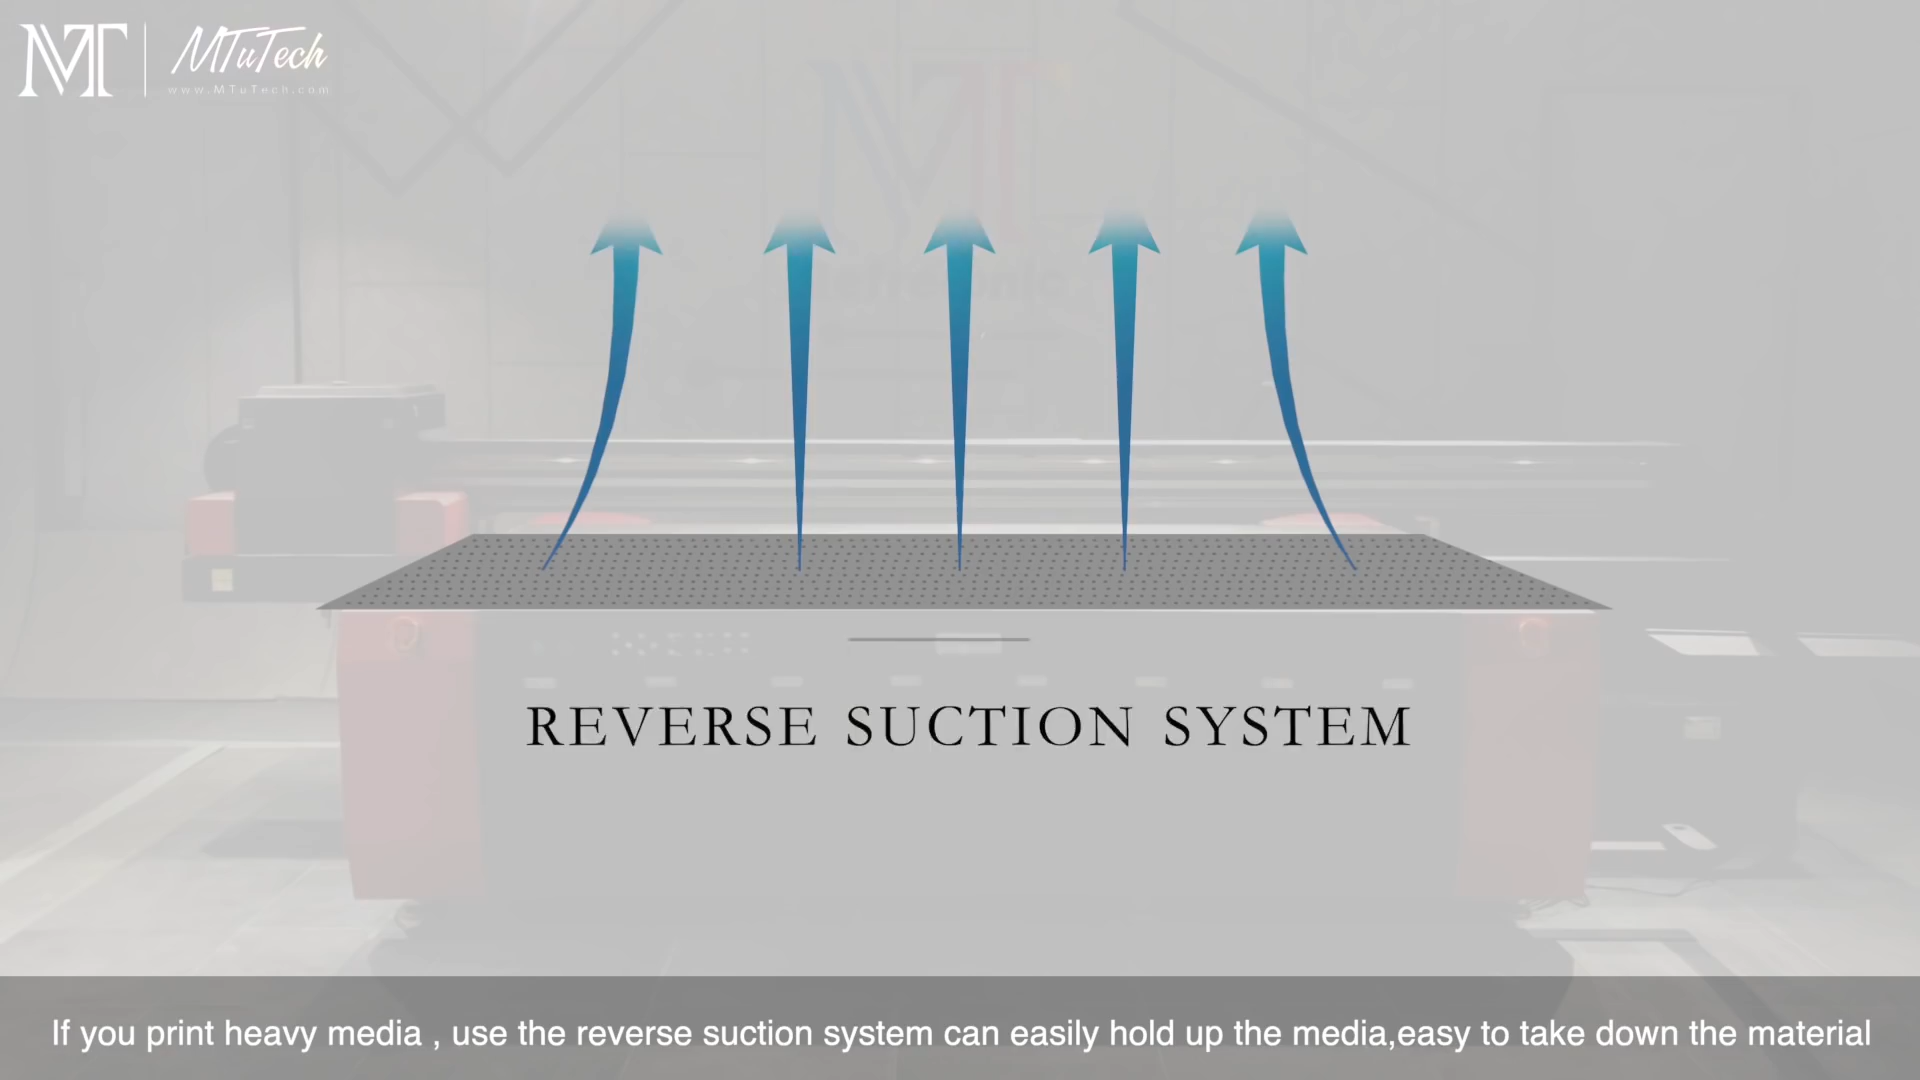 MT
MTuTech
www.MTuTech.com
REVERSE SUCTION SYSTEM
If you print heavy media , use the reverse suction system can easily hold up the media,easy to take down the material